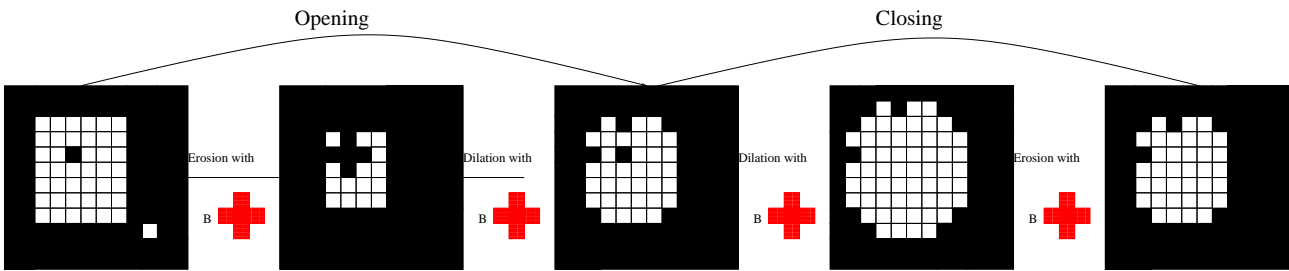 Opening
Closing
Erosion with
B
Dilation with
B
Dilation with
B
Erosion with
B